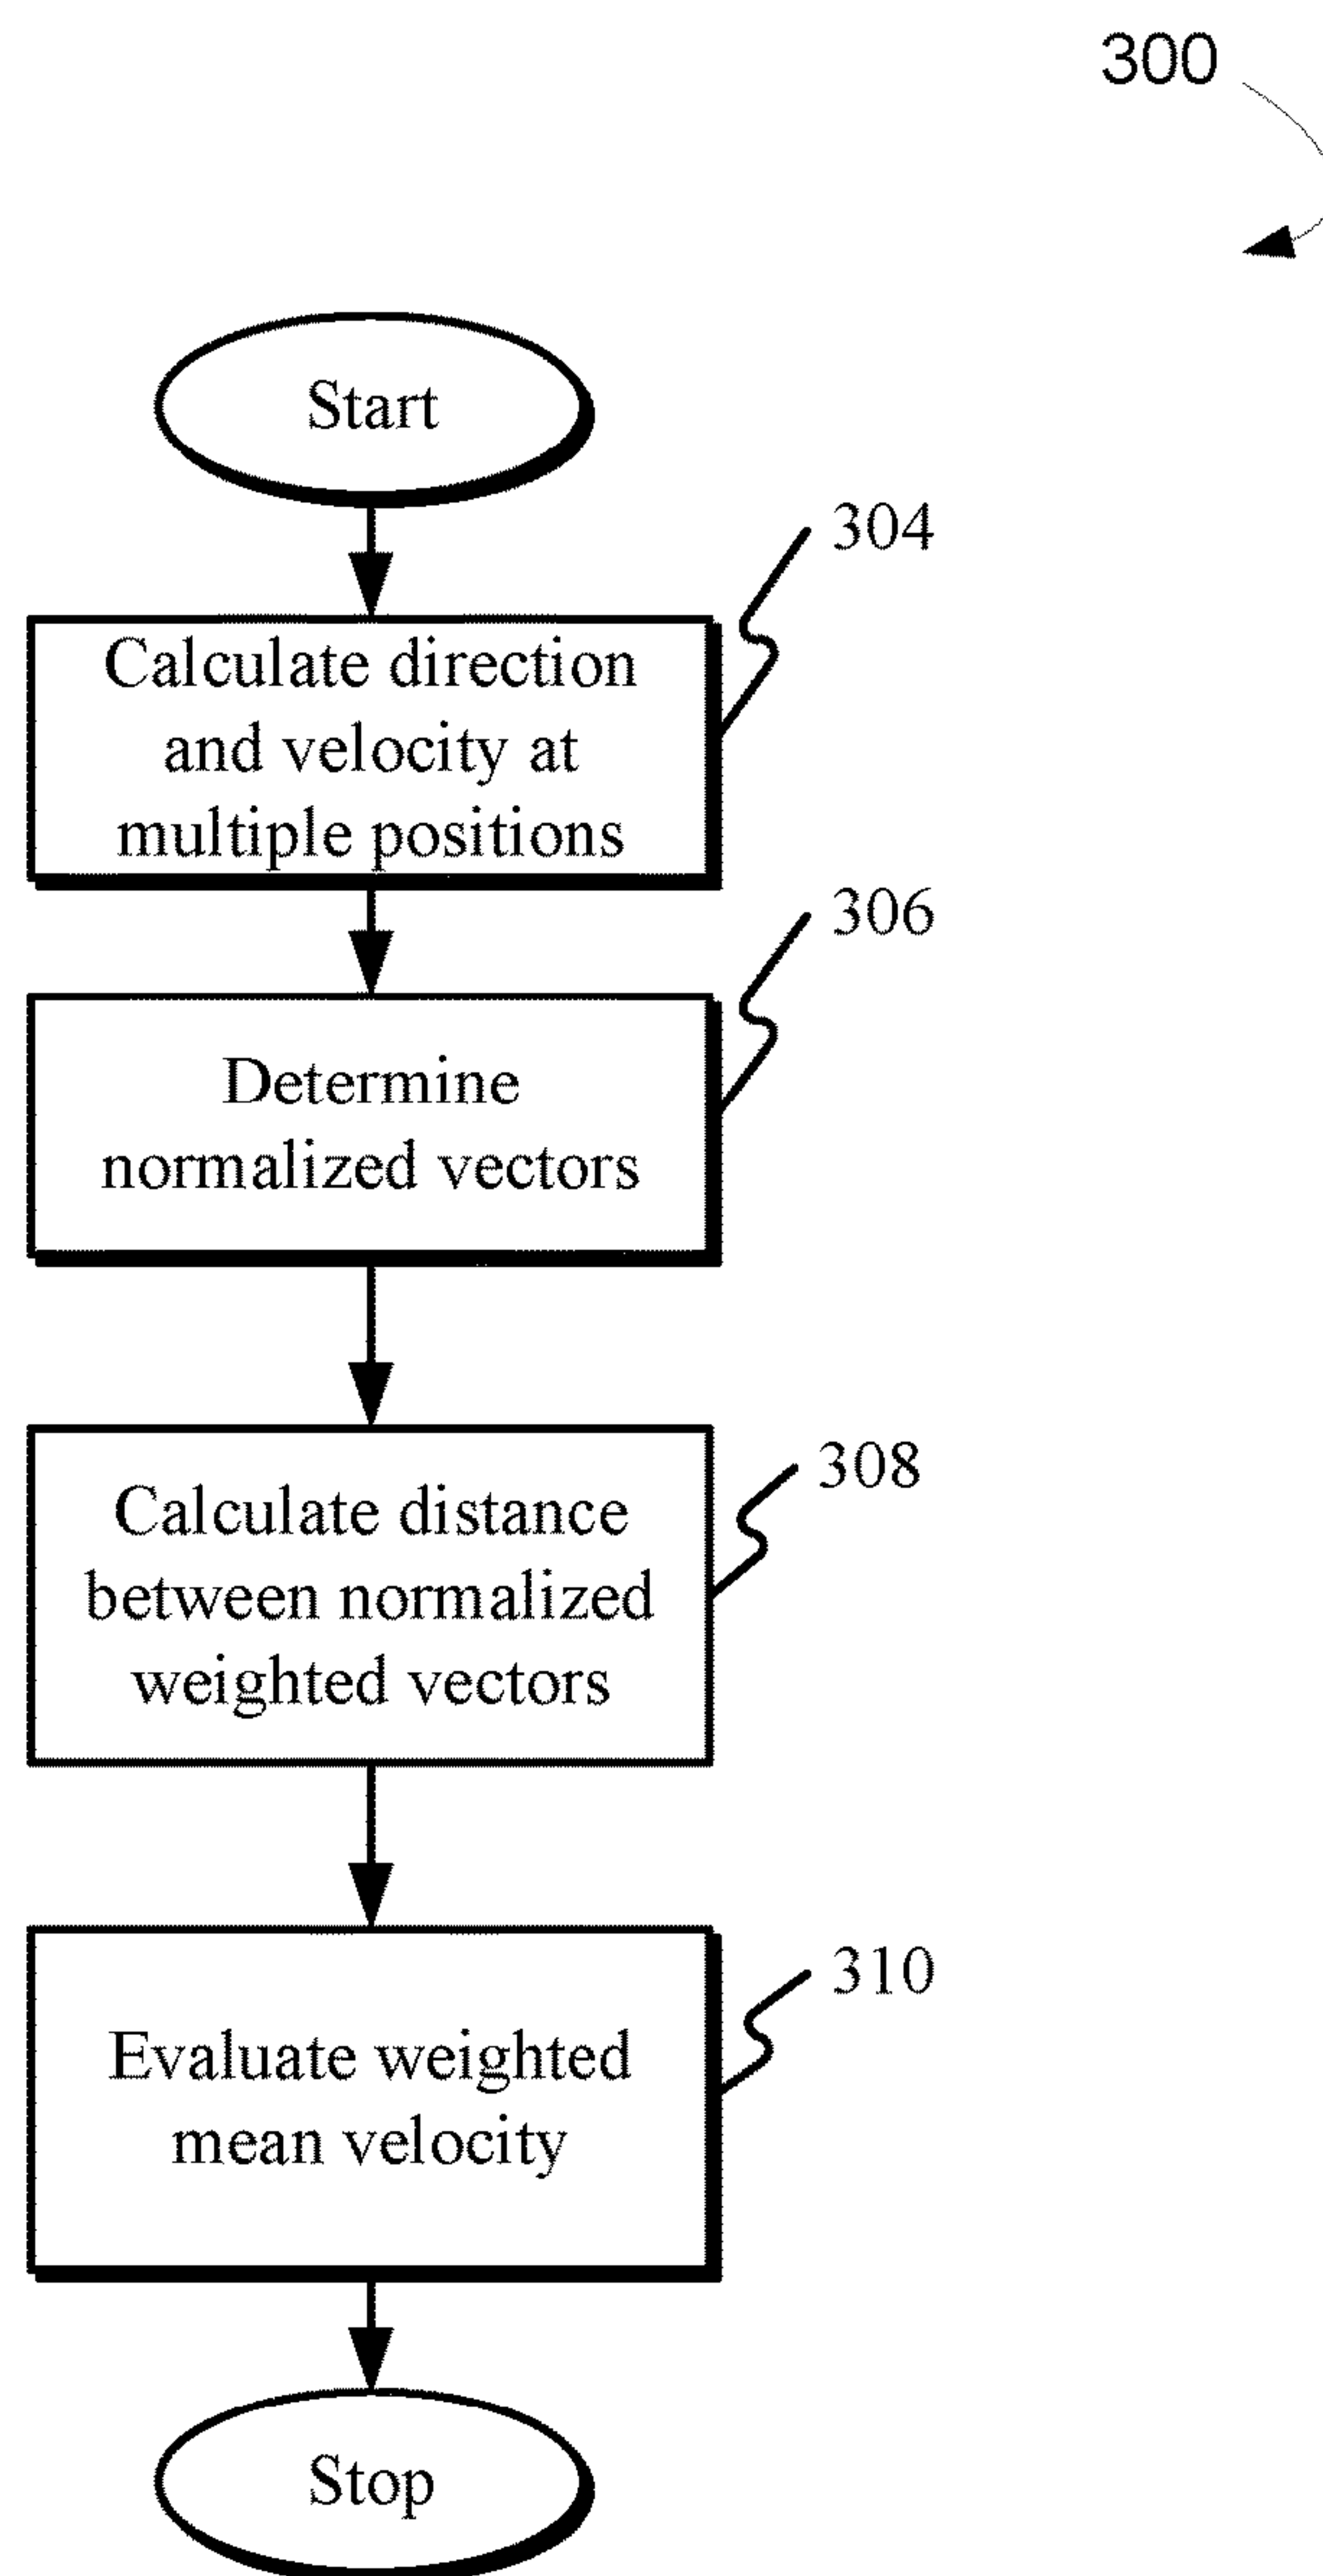 300
Start
304
Calculate direction
and velocity at
multiple positions
306
Determine
normalized vectors
308
Calculate distance
between normalized
weighted vectors
310
Evaluate weighted
mean velocity
Stop